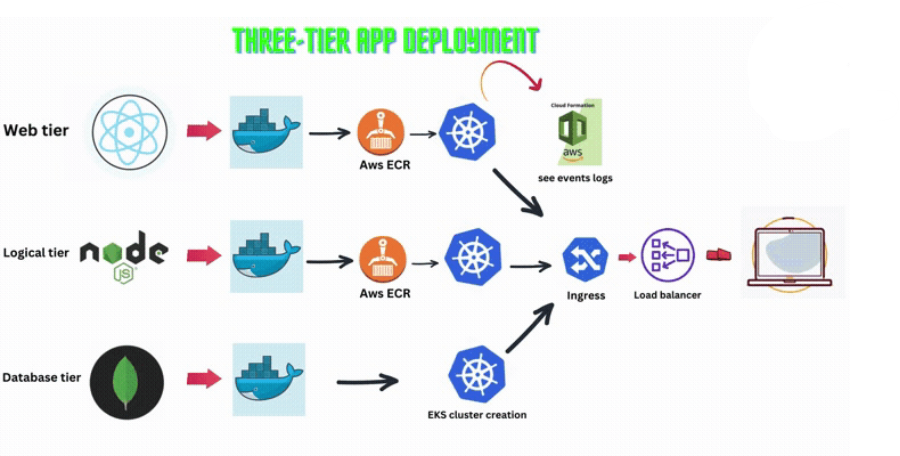 THREE-TIER APP DEPLOYMENT
Web tier
Aws ECR
Cloud Formation
aws
see events logs
Logical tier
node
JS
Aws ECR
Ingress
Load balancer
Database tier
EKS cluster creation